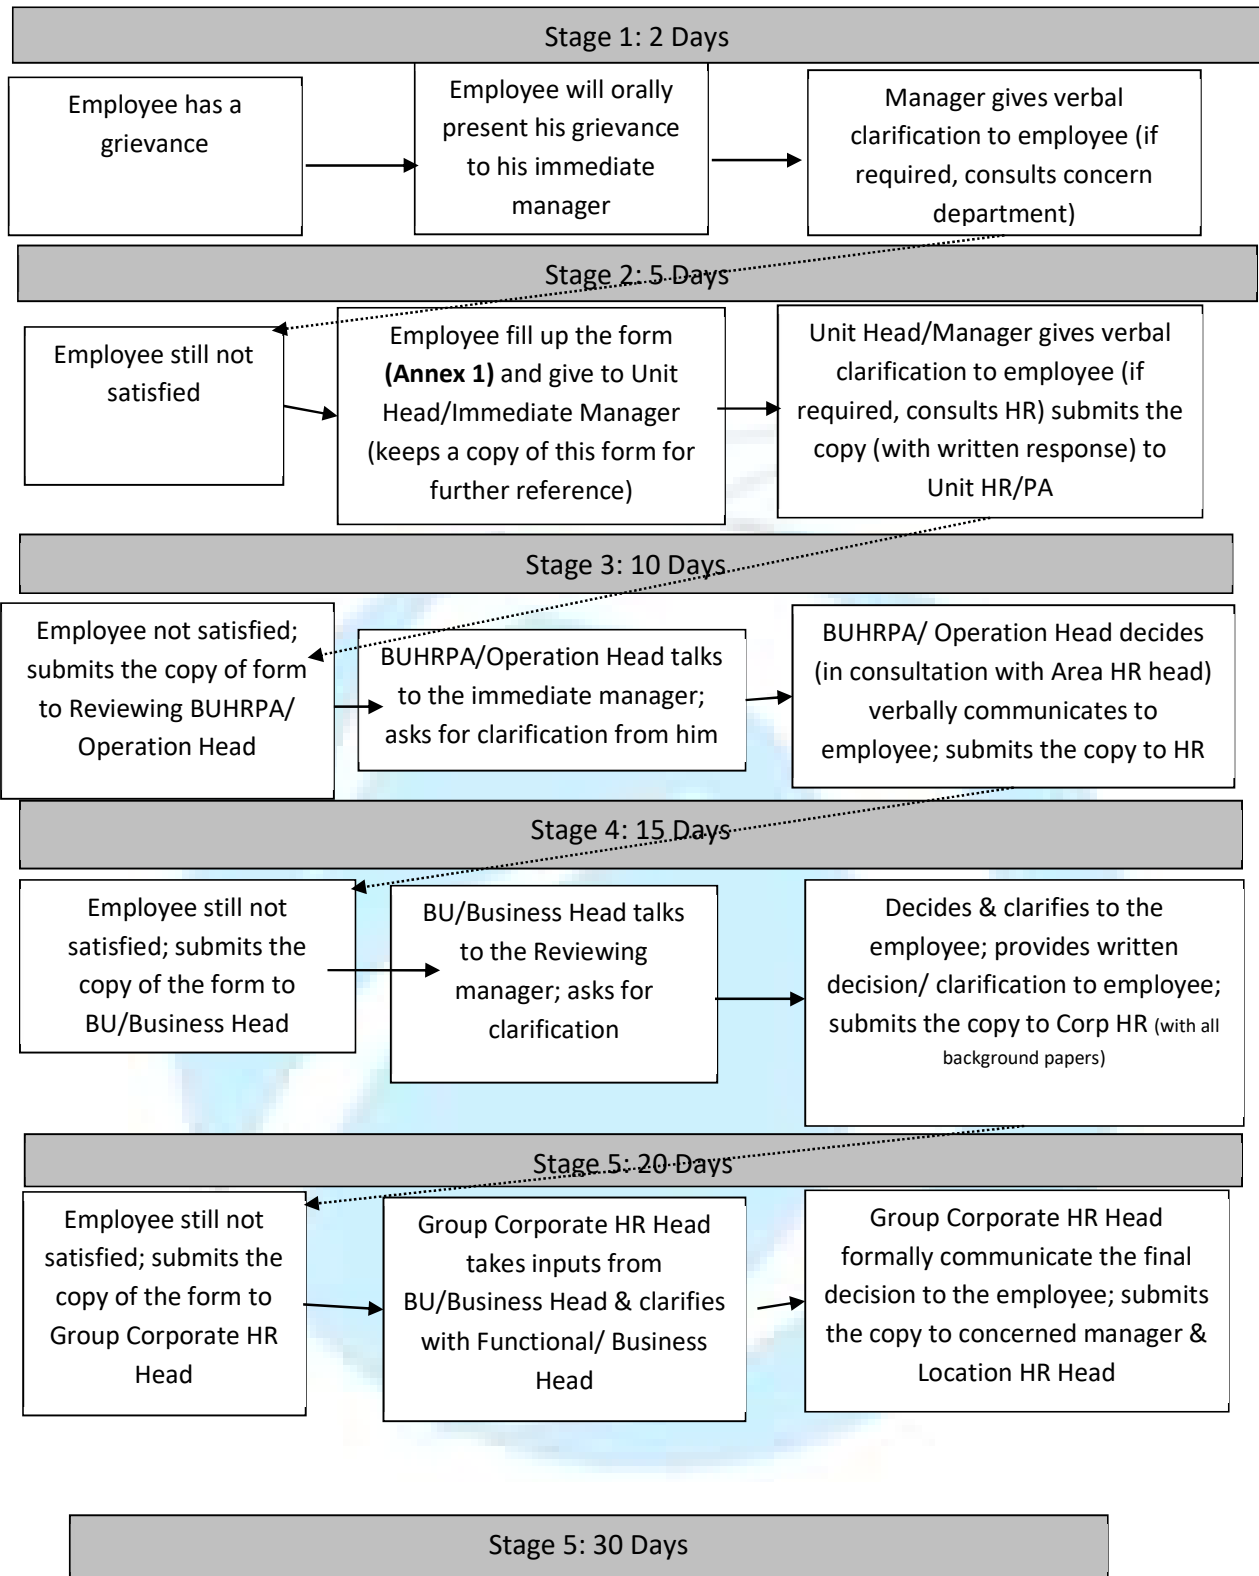 Stage 1: 2 Days
Employee has a
grievance
Employee will orally
present his grievance
to his immediate
manager
Manager gives verbal
clarification to employee (if
required, consults concern
department)
Stage 2: 5 Days
Employee still not
satisfied
Employee fill up the form
(Annex 1) and give to Unit
Head/Immediate Manager
(keeps a copy of this form for
further reference)
Unit Head/Manager gives verbal
clarification to employee (if
required, consults HR) submits the
copy (with written response) to
Unit HR/PA
Stage 3: 10 Days
Employee not satisfied;
submits the copy of form
to Reviewing BUHRPA/
Operation Head
BUHRPA/Operation Head talks
to the immediate manager;
asks for clarification from him
BUHRPA/ Operation Head decides
(in consultation with Area HR head)
verbally communicates to
employee; submits the copy to HR
Stage 4: 15 Days
Employee still not
satisfied; submits the
copy of the form to
BU/Business Head
BU/Business Head talks
to the Reviewing
manager; asks for
clarification
Decides & clarifies to the
employee; provides written
decision/ clarification to employee;
submits the copy to Corp HR (with all
background papers)
Stage 5: 20 Days
Employee still not
satisfied; submits the
copy of the form to
Group Corporate HR
Head
Group Corporate HR Head
takes inputs from
BU/Business Head & clarifies
with Functional/ Business
Head
Group Corporate HR Head
formally communicate the final
decision to the employee; submits
the copy to concerned manager &
Location HR Head
Stage 5: 30 Days